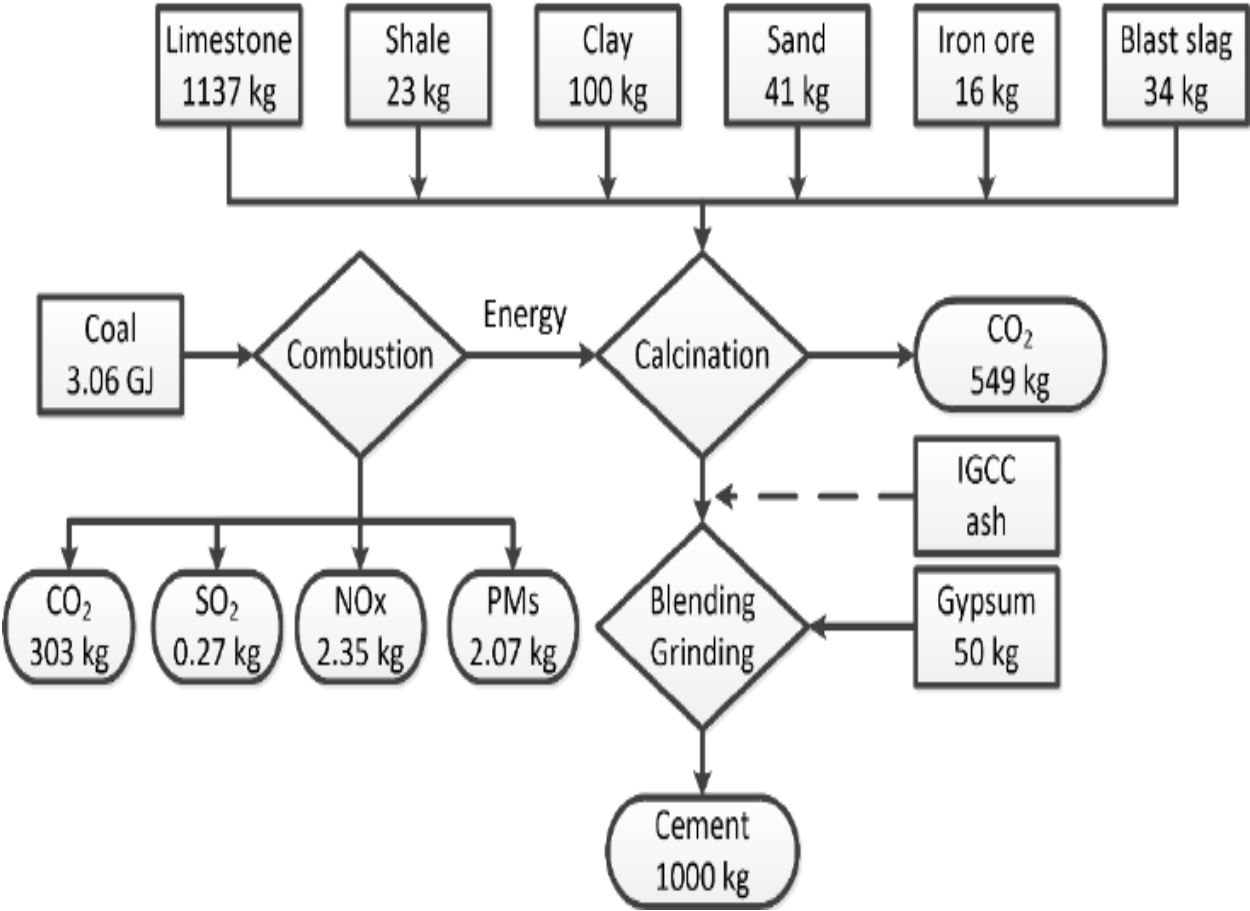 Limestone
1137 kg
Shale
23 kg
Clay
100 kg
Sand
41 kg
Iron ore
16 kg
Blast slag
34 kg
Coal
3.06 GJ
Combustion
Energy
Calcination
CO₂
549 kg
IGCC
ash
CO₂
303 kg
SO₂
0.27 kg
NOx
2.35 kg
PMs
2.07 kg
Blending
Grinding
Gypsum
50 kg
Cement
1000 kg